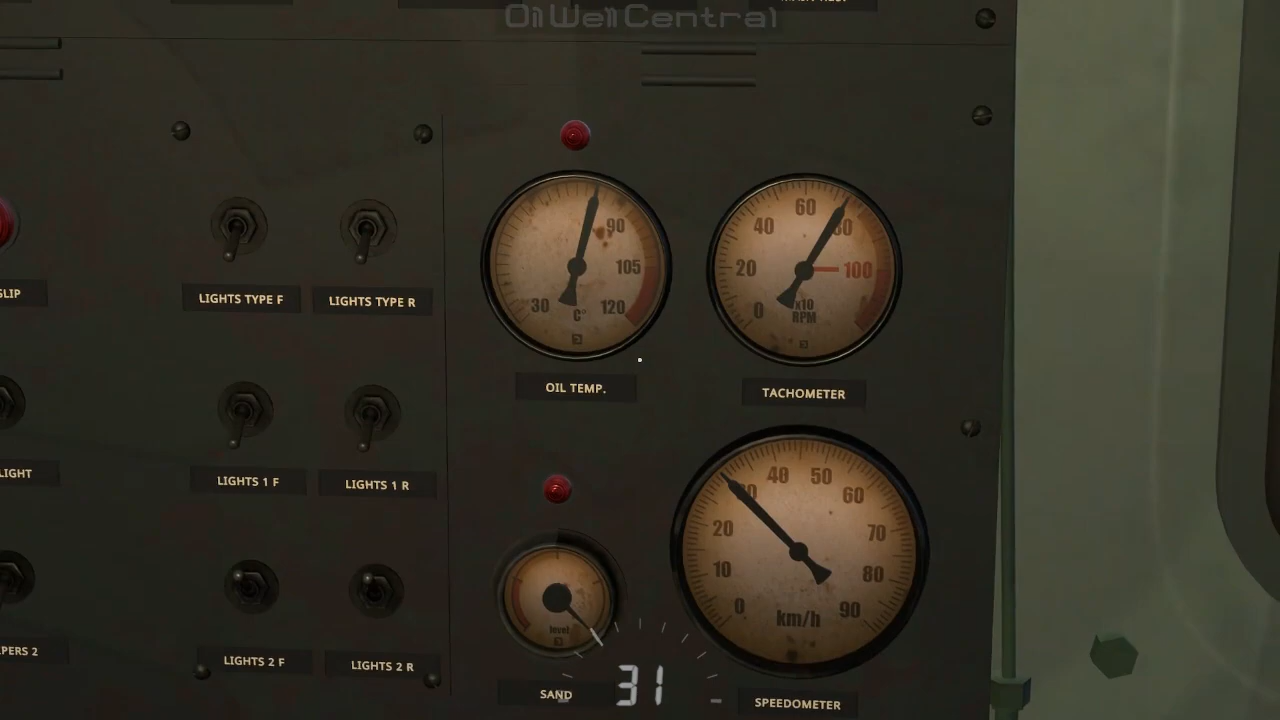 OilWellCentral
SLIP
LIGHTS TYPE F
LIGHTS TYPE R
30
90
105
120
C°
OIL TEMP.
0
20
40
60
80
100
x10
RPM
TACHOMETER
LIGHT
LIGHTS 1 F
LIGHTS 1 R
PERS 2
LIGHTS 2 F
LIGHTS 2 R
level
SAND
31
0
10
20
40
50
60
70
80
90
km/h
SPEEDOMETER